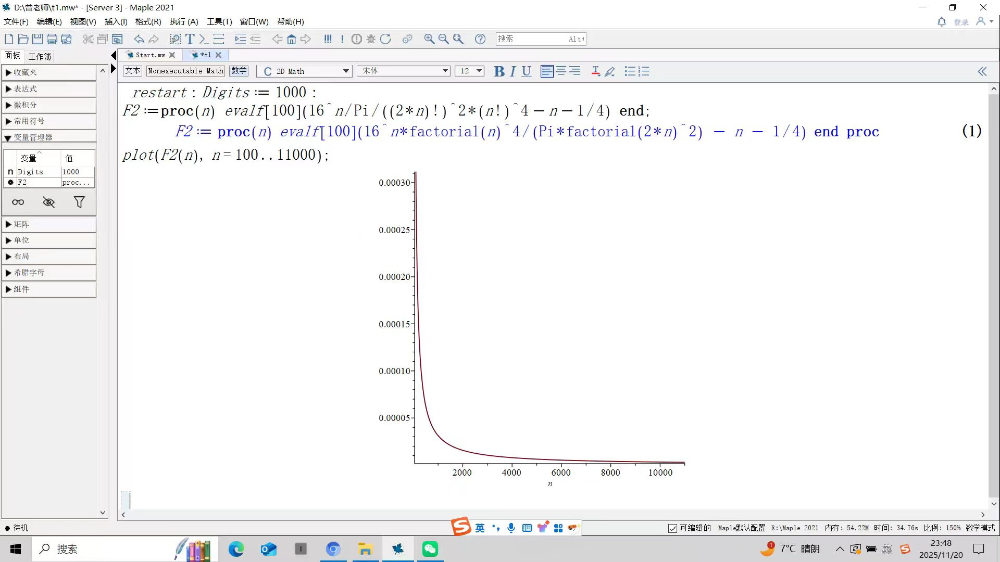 D:\曾老师\t1.mw* - [Server 3] - Maple 2021
文件(F) 编辑(E) 视图(V) 插入(I) 格式(R) 执行 (A) 工具(T) 窗口(W) 帮助(H) 登录
搜索 Alt+
面板 工作簿 Start.mw *t1
文本 Nonexecutable Math 数学 C 2D Math 宋体 12 B I U
收藏夹
表达式
微积分
常用符号
变量管理器
变量 值
n Digits 1000
F2 proc...
矩阵
单位
布局
希腊字母
组件
restart : Digits := 1000 :
F2 :=proc(n) evalf[100](16^n/Pi/((2*n)!)^2*(n!)^4−n−1/4) end;
F2 := proc(n) evalf[100](16^n*factorial(n)^4/(Pi*factorial(2*n)^2) − n − 1/4) end proc (1)
plot(F2(n), n = 100..11000);
0.00030
0.00025
0.00020
0.00015
0.00010
0.00005
2000 4000 6000 8000 10000
n
待机 英 可编辑的 Maple默认配置 E:\Maple 2021 内存: 54.22M 时间: 34.76s 比例: 150% 数学模式
搜索 1 7°C 晴朗 英 23:48
2025/11/20